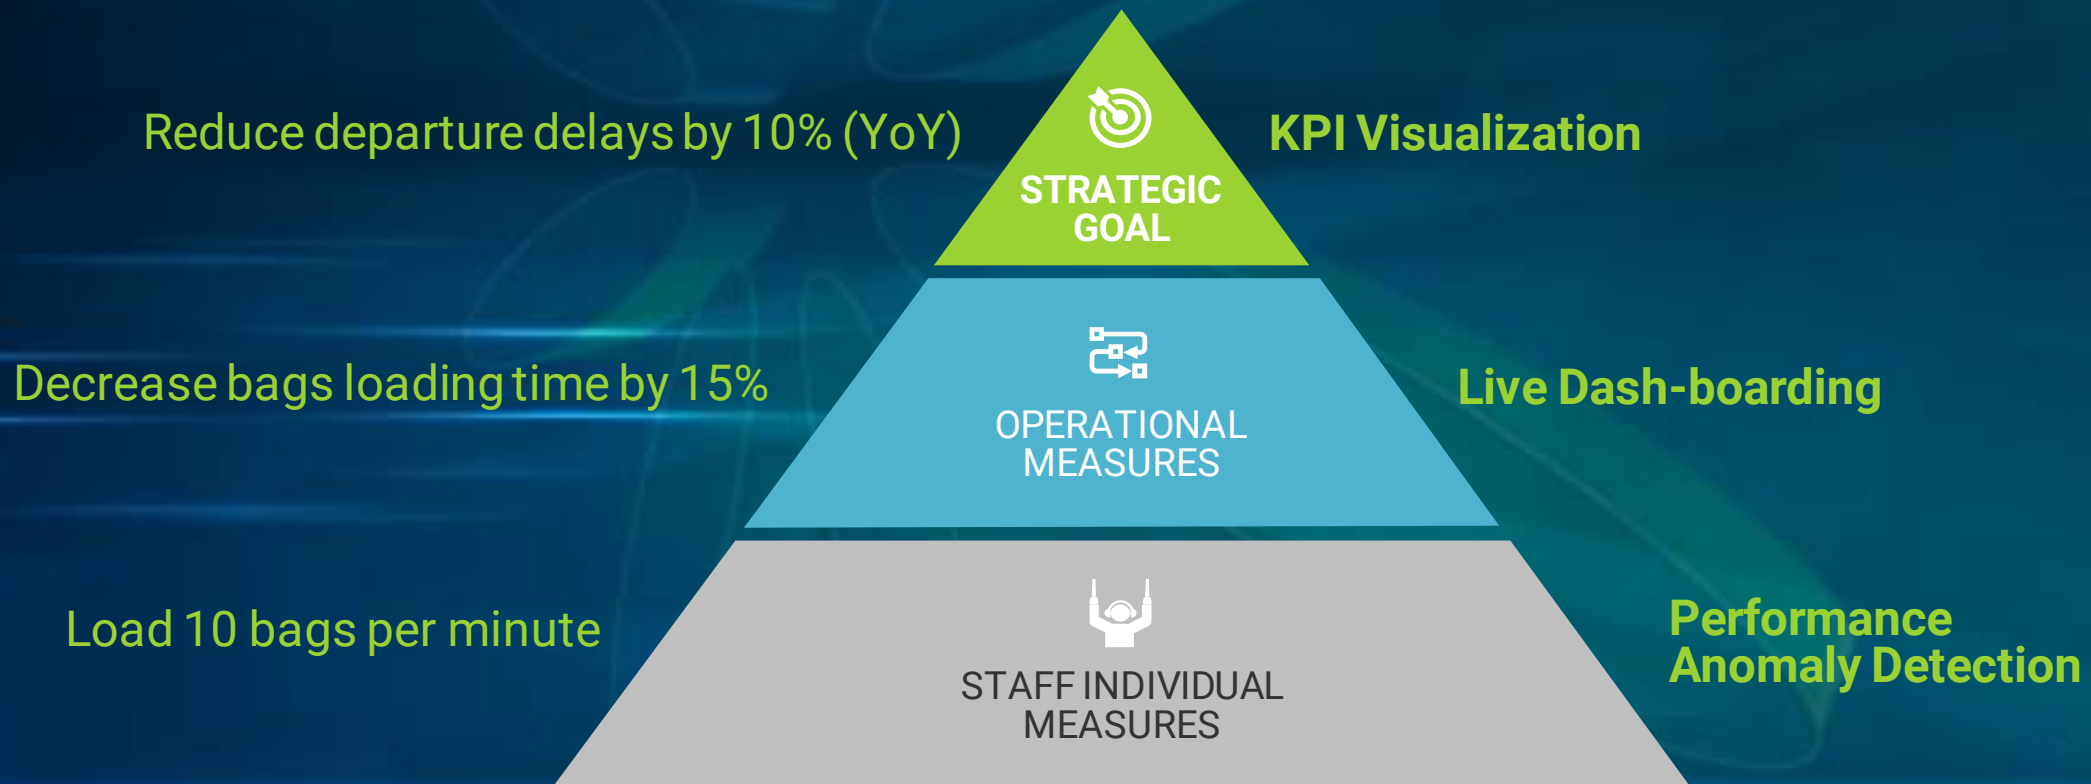 Reduce departure delays by 10% (YoY)
STRATEGIC
GOAL
KPI Visualization
Decrease bags loading time by 15%
OPERATIONAL
MEASURES
Live Dash-boarding
Load 10 bags per minute
STAFF INDIVIDUAL
MEASURES
Performance
Anomaly Detection